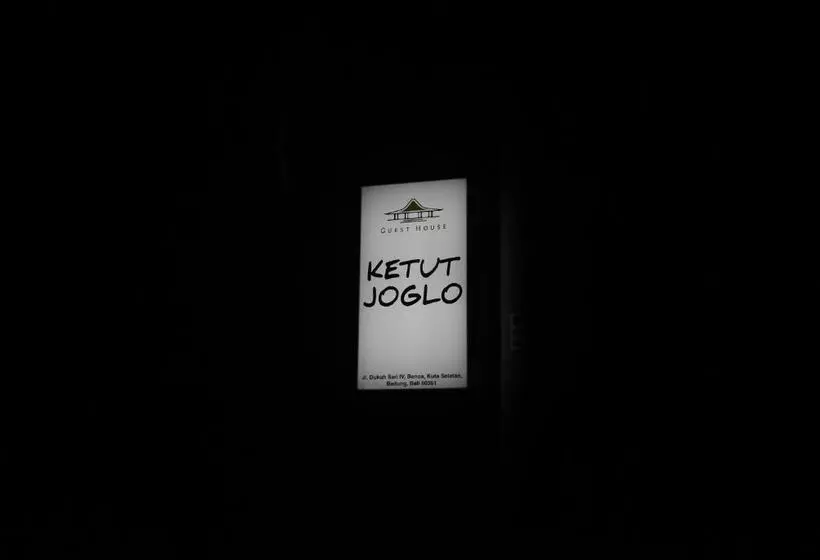 GUEST HOUSE
KETUT
JOGLO
Jl. Dukuh Sari IV, Benoa, Kuta Selatan,
Badung, Bali 80361